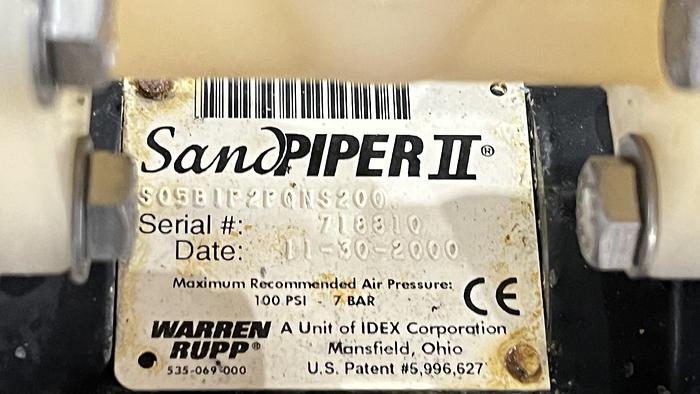 SandPIPER II®
S05B1P2PQNS200
Serial #: 718810
Date: 11-30-2000
Maximum Recommended Air Pressure:
100 PSI - 7 BAR
CE
WARREN RUPP®
A Unit of IDEX Corporation
Mansfield, Ohio
535-069-000
U.S. Patent #5,996,627